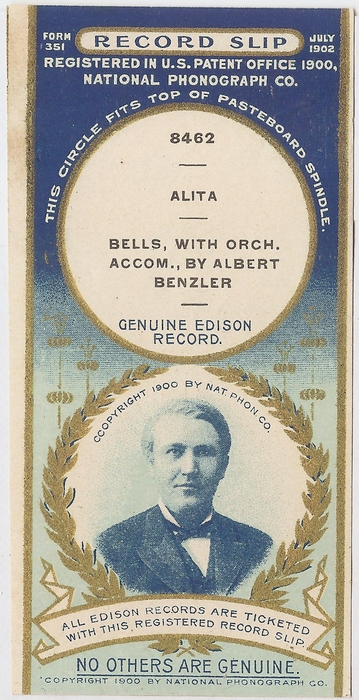 FORM 351
RECORD SLIP
JULY 1902
REGISTERED IN U.S. PATENT OFFICE 1900,
NATIONAL PHONOGRAPH CO.
THIS CIRCLE FITS TOP OF PASTEBOARD SPINDLE.
8462
ALITA
BELLS, WITH ORCH.
ACCOM., BY ALBERT
BENZLER
GENUINE EDISON
RECORD.
CCOPYRIGHT 1900 BY NAT. PHON CO.
ALL EDISON RECORDS ARE TICKETED
WITH THIS REGISTERED RECORD SLIP.
NO OTHERS ARE GENUINE.
COPYRIGHT 1900 BY NATIONAL PHONOGRAPH CO.